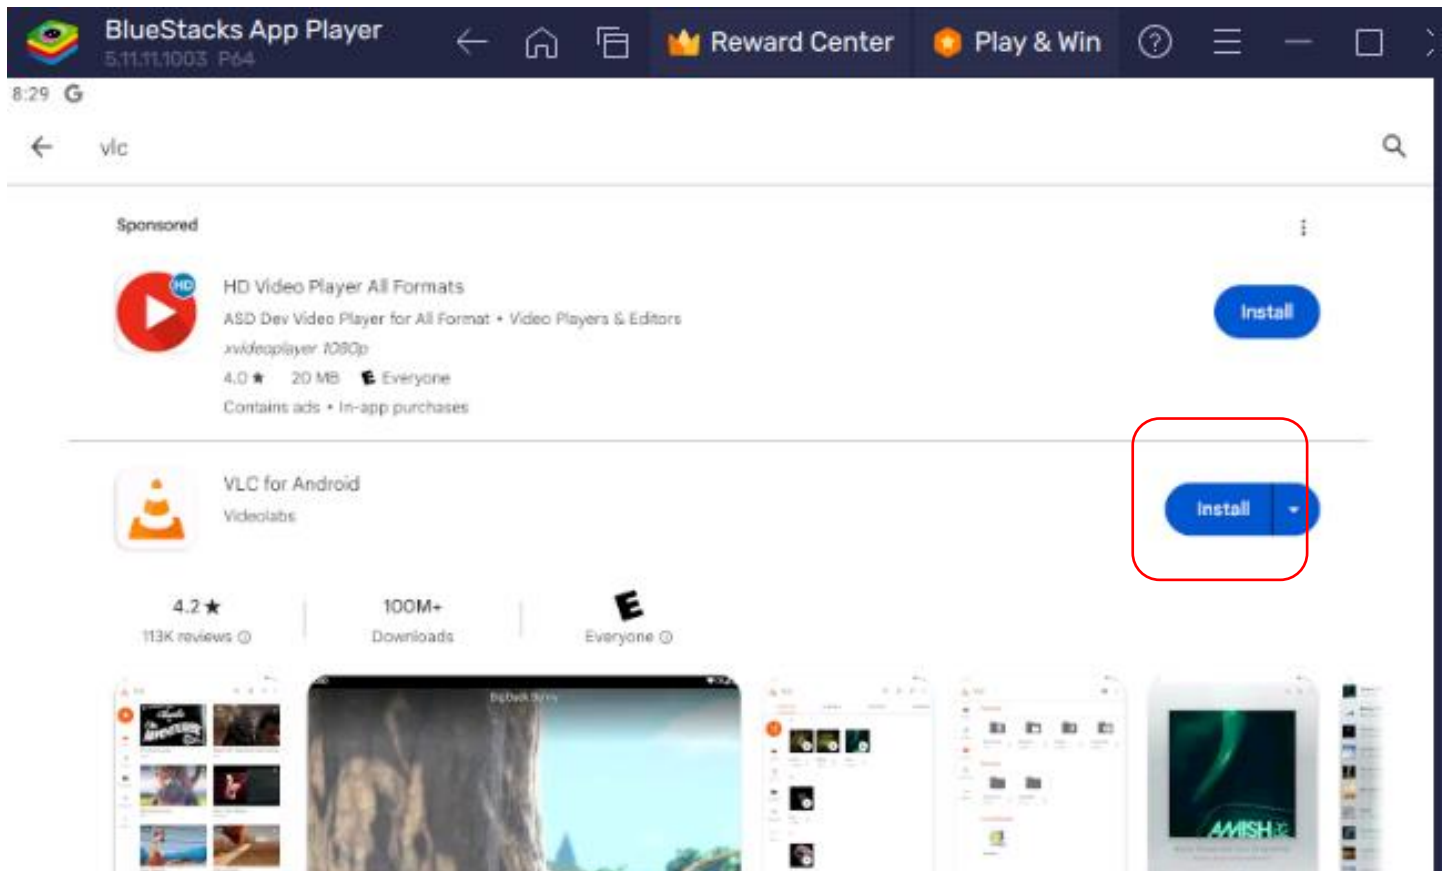 BlueStacks App Player
5.11.11.1003 P64
Reward Center
Play & Win
8:29 G
vlc
Sponsored
HD
HD Video Player All Formats
ASD Dev Video Player for All Format • Video Players & Editors
xvideoplayer 1080p
4.0 ★ 20 MB E Everyone
Contains ads • In-app purchases
Install
VLC for Android
Videolabs
Install
4.2 ★
113K reviews
100M+
Downloads
E
Everyone
AMISH